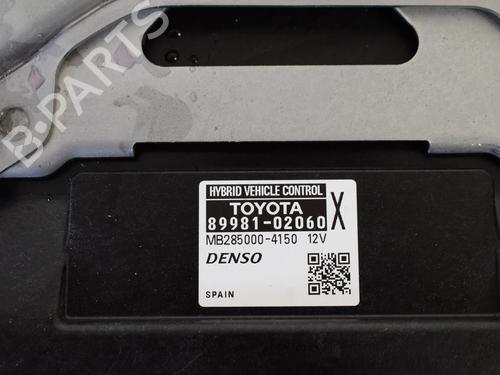 B-PARTS
HYBRID VEHICLE CONTROL
TOYOTA
89981-02060 X
MB285000-4150 12V
DENSO
SPAIN